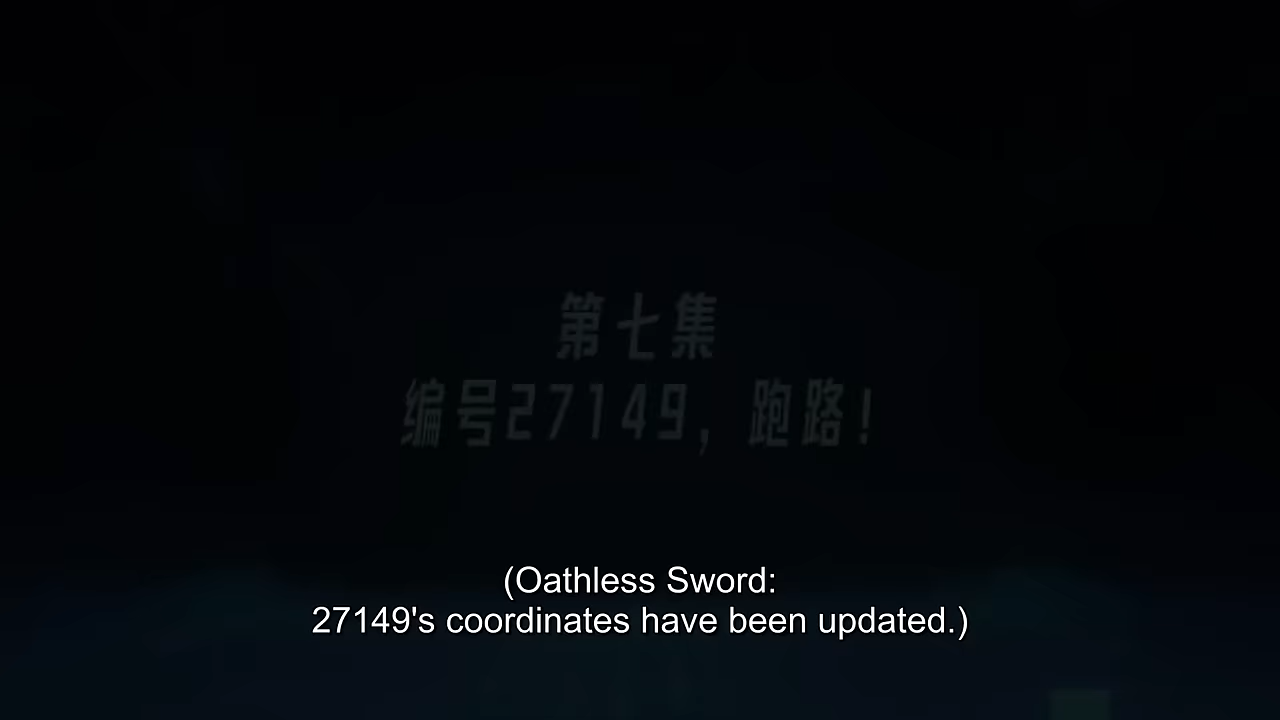 第七集
编号27149，跑路！
(Oathless Sword:
27149's coordinates have been updated.)